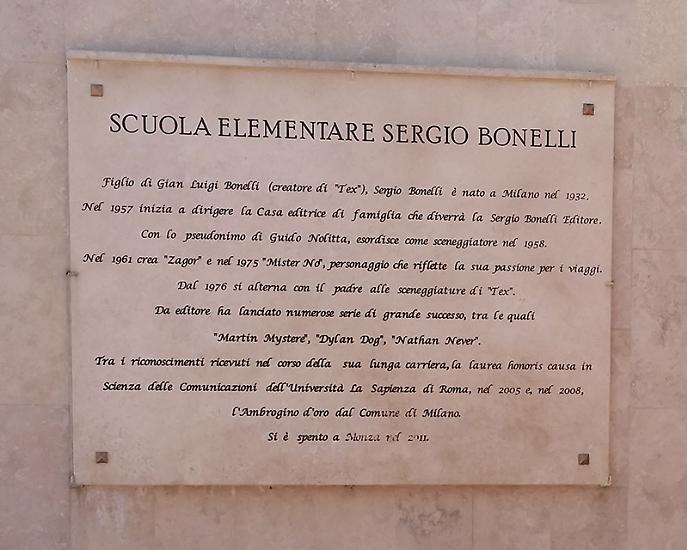 SCUOLA ELEMENTARE SERGIO BONELLI
Figlio di Gian Luigi Bonelli (creatore di "Tex"), Sergio Bonelli è nato a Milano nel 1932.
Nel 1957 inizia a dirigere la Casa editrice di famiglia che diverrà la Sergio Bonelli Editore.
Con lo pseudonimo di Guido Nolitta, esordisce come sceneggiatore nel 1958.
Nel 1961 crea "Zagor" e nel 1975 "Mister No", personaggio che riflette la sua passione per i viaggi.
Dal 1976 si alterna con il padre alle sceneggiature di "Tex".
Da editore ha lanciato numerose serie di grande successo, tra le quali
"Martin Mystere", "Dylan Dog", "Nathan Never".
Tra i riconoscimenti ricevuti nel corso della sua lunga carriera, la laurea honoris causa in
Scienza delle Comunicazioni dell'Università La Sapienza di Roma, nel 2005 e, nel 2008,
l'Ambrogino d'oro dal Comune di Milano.
Si è spento a Monza nel 2011.